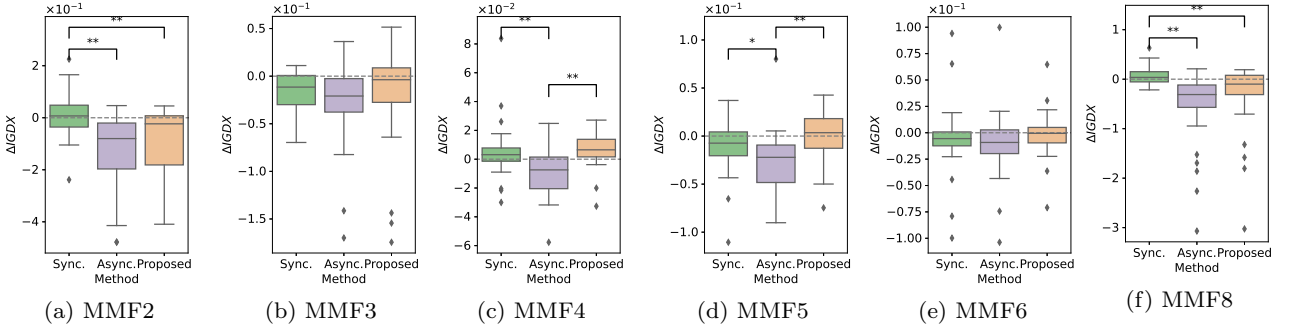 ×10⁻¹
ΔIGDX
2
0
−2
−4
**
**
Sync. Async. Proposed
Method
(a) MMF2
×10⁻¹
ΔIGDX
0.0
−0.5
−1.0
−1.5
Sync. Async. Proposed
Method
(b) MMF3
×10⁻²
ΔIGDX
8
6
4
2
0
−2
−4
−6
**
**
Sync. Async. Proposed
Method
(c) MMF4
×10⁻¹
ΔIGDX
1.0
0.5
0.0
−0.5
−1.0
**
*
Sync. Async. Proposed
Method
(d) MMF5
×10⁻¹
ΔIGDX
1.00
0.75
0.50
0.25
0.00
−0.25
−0.50
−0.75
−1.00
Sync. Async. Proposed
Method
(e) MMF6
×10⁻¹
ΔIGDX
1
0
−1
−2
−3
**
**
Sync. Async. Proposed
Method
(f) MMF8